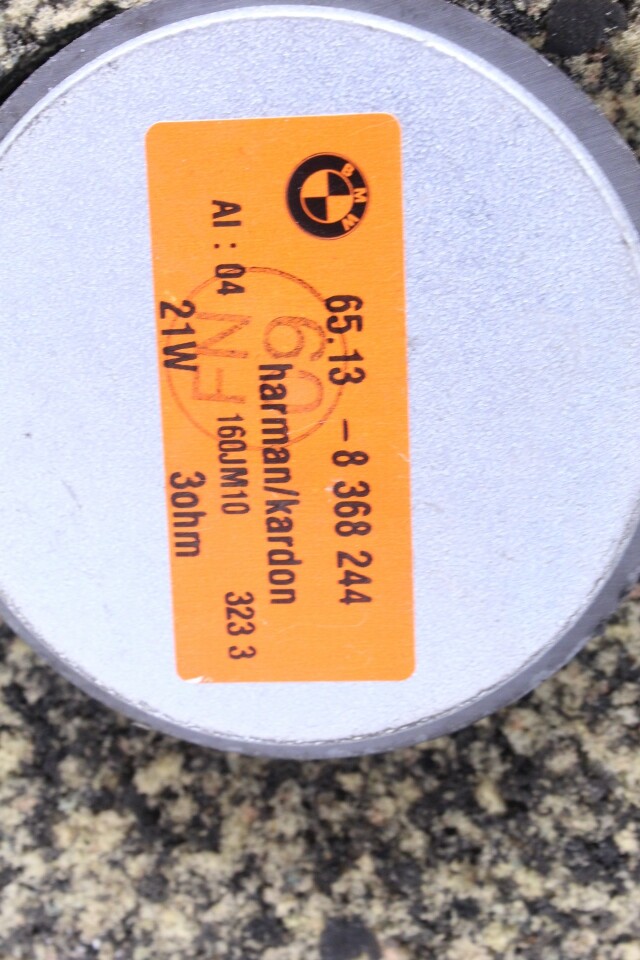 BMW
65.13 - 8 368 244
harman/kardon
AI : 04 160JM10 323 3
21W 3ohm